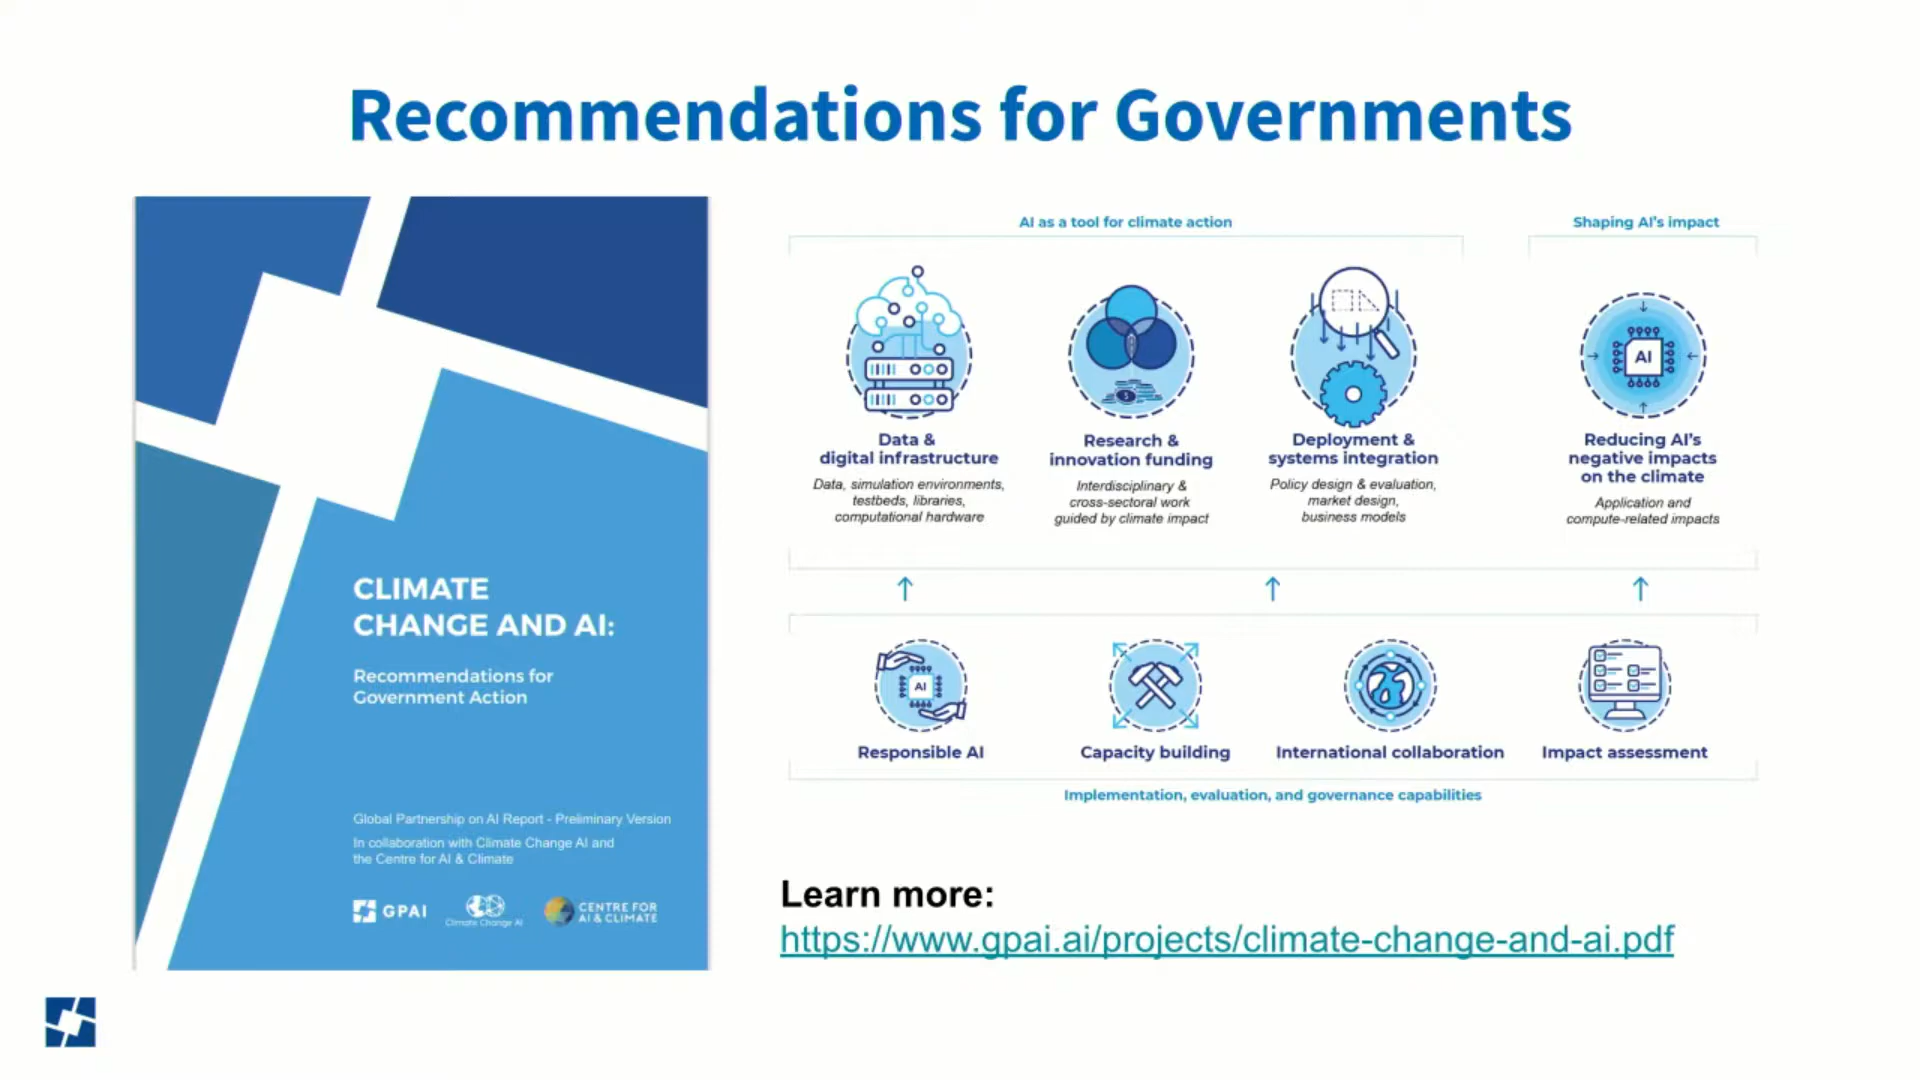 Recommendations for Governments
CLIMATE
CHANGE AND AI:
Recommendations for
Government Action
Global Partnership on AI Report - Preliminary Version
In collaboration with Climate Change AI and
the Centre for AI & Climate
GPAI
Climate Change AI
CENTRE FOR
AI & CLIMATE
AI as a tool for climate action
Shaping AI's impact
AI
Data &
digital infrastructure
Data, simulation environments,
testbeds, libraries,
computational hardware
Research &
innovation funding
Interdisciplinary &
cross-sectoral work
guided by climate impact
Deployment &
systems integration
Policy design & evaluation,
market design,
business models
Reducing AI's
negative impacts
on the climate
Application and
compute-related impacts
AI
Responsible AI
Capacity building
International collaboration
Impact assessment
Implementation, evaluation, and governance capabilities
Learn more:
https://www.gpai.ai/projects/climate-change-and-ai.pdf